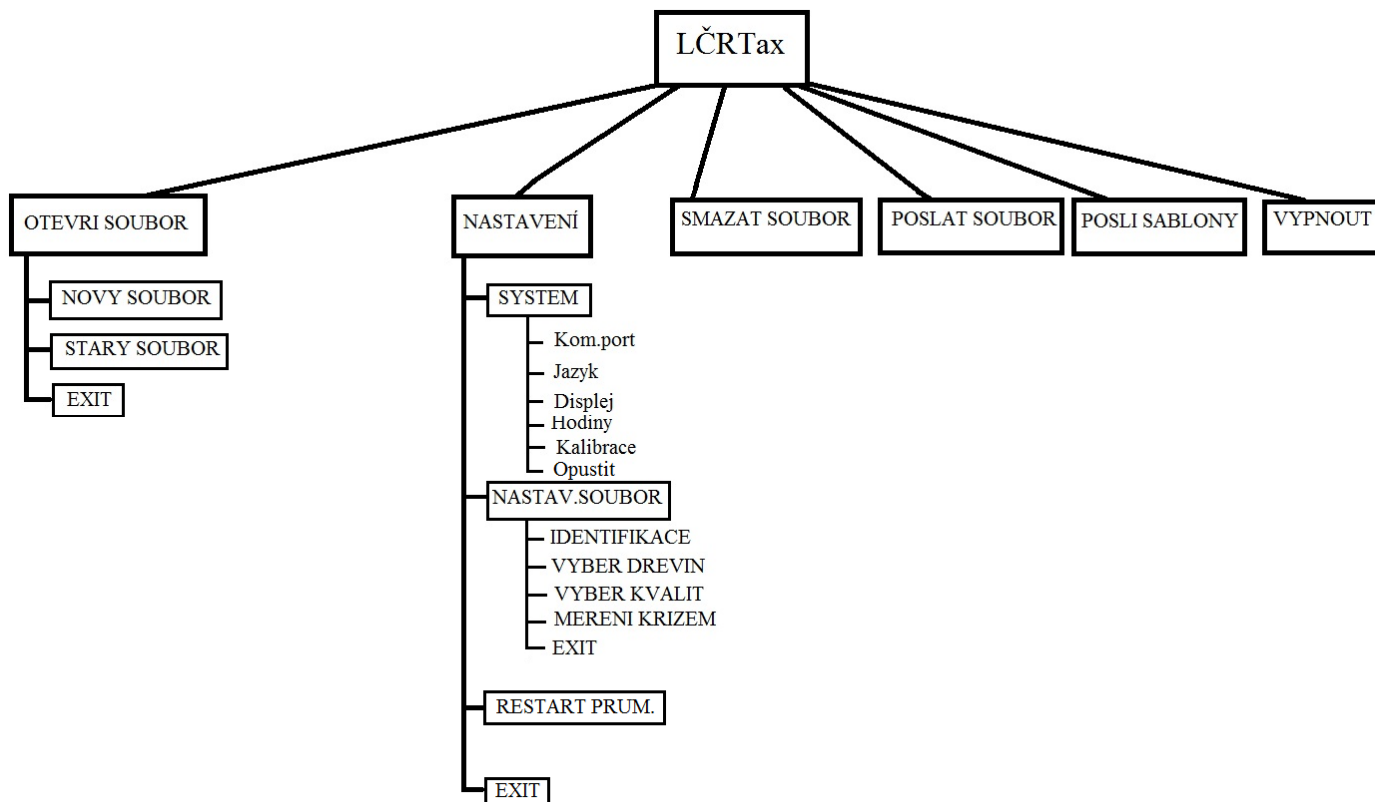 LČRTax
OTEVRI SOUBOR
NASTAVENÍ
SMAZAT SOUBOR
POSLAT SOUBOR
POSLI SABLONY
VYPNOUT
NOVY SOUBOR
STARY SOUBOR
EXIT
SYSTEM
Kom.port
Jazyk
Displej
Hodiny
Kalibrace
Opustit
NASTAV.SOUBOR
IDENTIFIKACE
VYBER DREVIN
VYBER KVALIT
MERENI KRIZEM
EXIT
RESTART PRUM.
EXIT